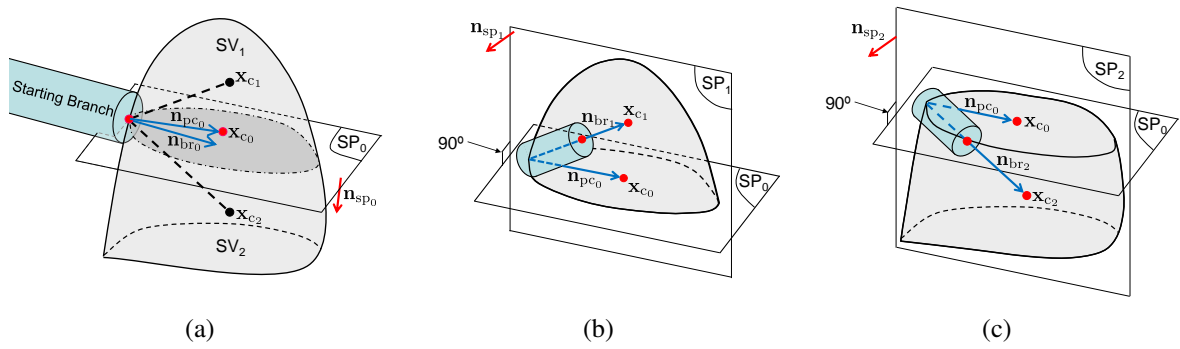 SV1
xc1
Starting Branch
npc0
xc0
nbr0
SP0
nsp0
xc2
SV2
(a)
nsp1
SP1
xc1
nbr1
90º
npc0
xc0
SP0
(b)
nsp2
SP2
90º
npc0
xc0
SP0
nbr2
xc2
(c)